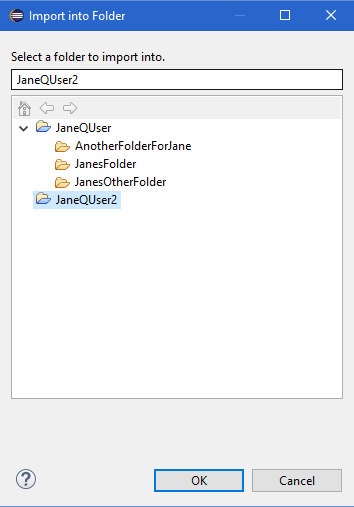 Import into Folder
Select a folder to import into.
JaneQUser2
JaneQUser
AnotherFolderForJane
JanesFolder
JanesOtherFolder
JaneQUser2
?
OK Cancel